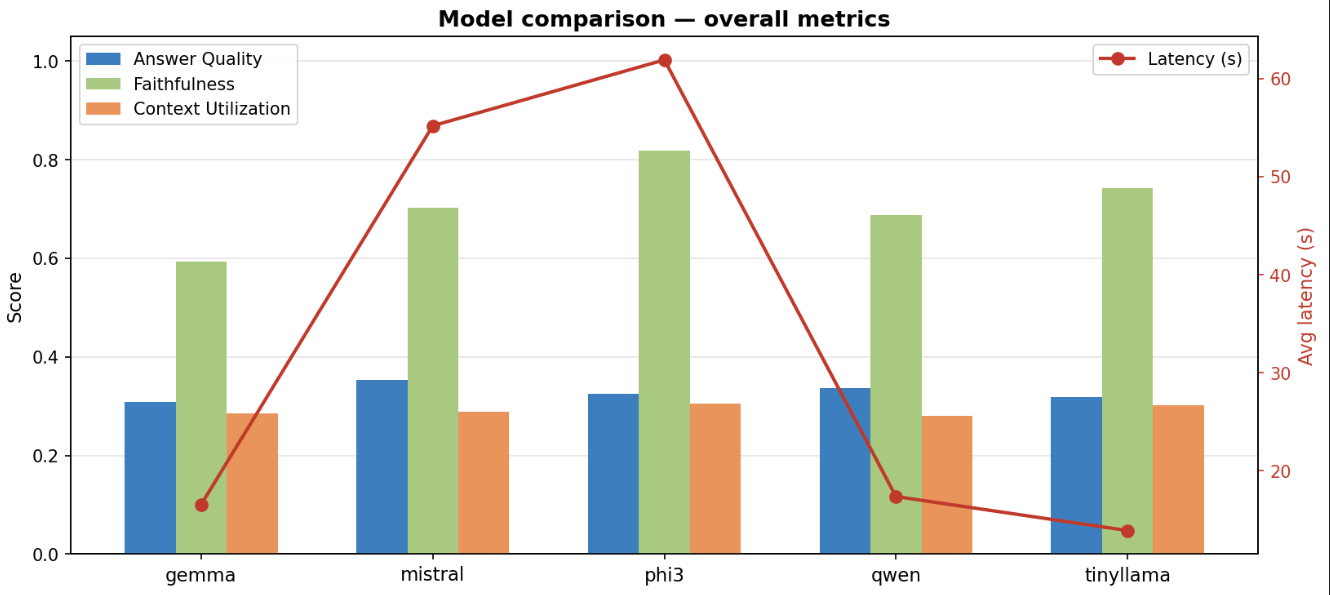 Model comparison — overall metrics
Answer Quality
Faithfulness
Context Utilization
Latency (s)
1.0
0.8
0.6
0.4
0.2
0.0
Score
60
50
40
30
20
Avg latency (s)
gemma
mistral
phi3
qwen
tinyllama